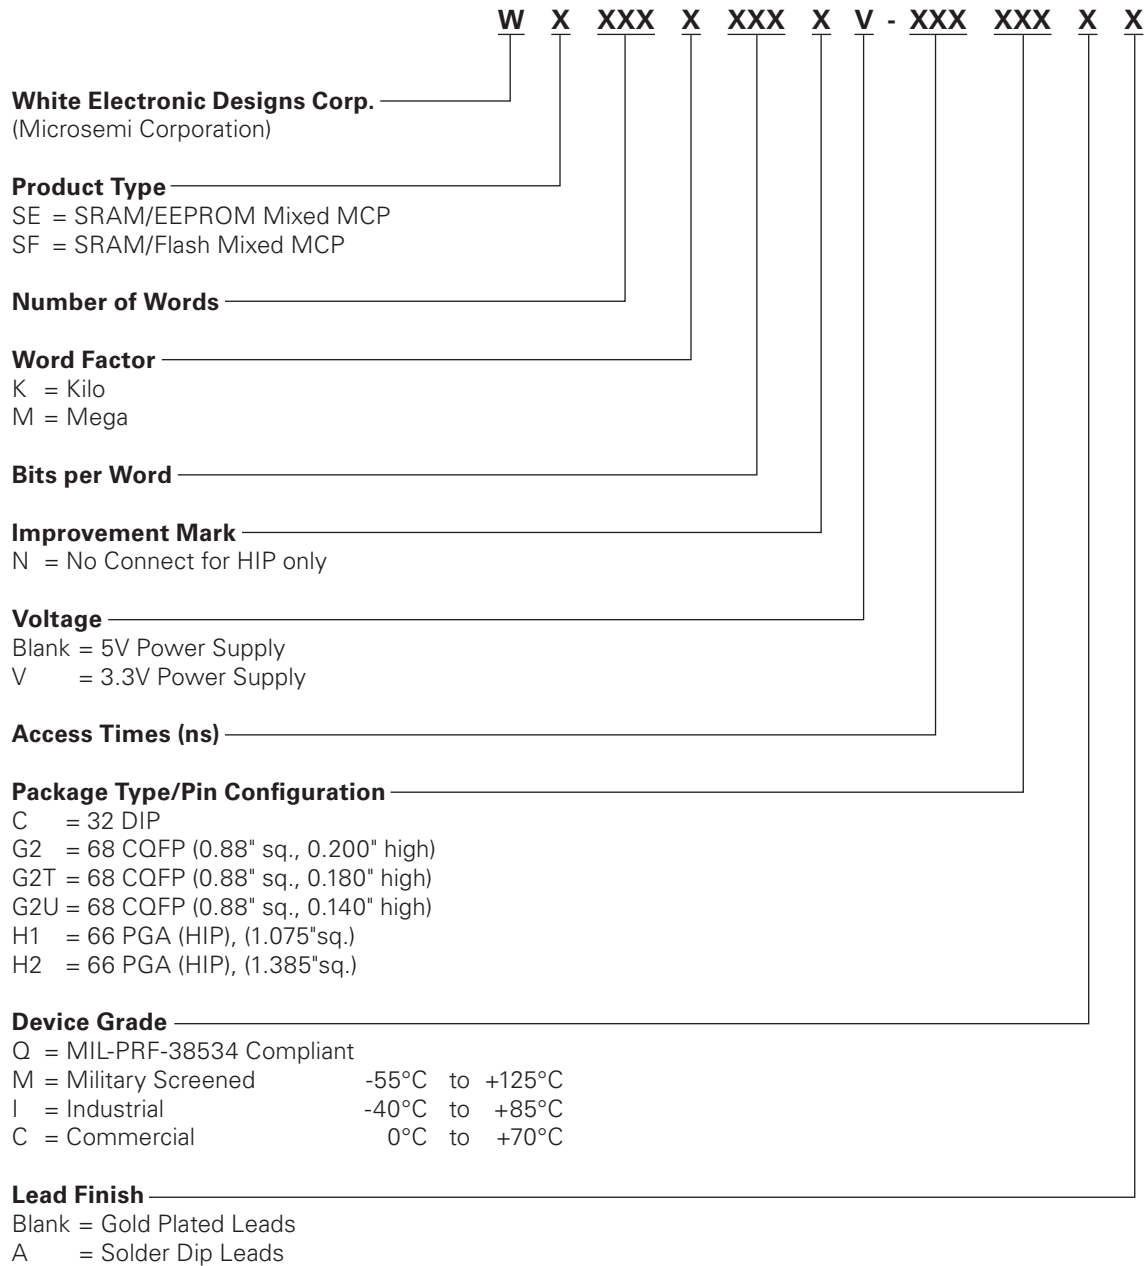 W X XXX X XXX X V - XXX XXX X X
White Electronic Designs Corp.
(Microsemi Corporation)
Product Type
SE = SRAM/EEPROM Mixed MCP
SF = SRAM/Flash Mixed MCP
Number of Words
Word Factor
K = Kilo
M = Mega
Bits per Word
Improvement Mark
N = No Connect for HIP only
Voltage
Blank = 5V Power Supply
V = 3.3V Power Supply
Access Times (ns)
Package Type/Pin Configuration
C = 32 DIP
G2 = 68 CQFP (0.88" sq., 0.200" high)
G2T = 68 CQFP (0.88" sq., 0.180" high)
G2U = 68 CQFP (0.88" sq., 0.140" high)
H1 = 66 PGA (HIP), (1.075"sq.)
H2 = 66 PGA (HIP), (1.385"sq.)
Device Grade
Q = MIL-PRF-38534 Compliant
M = Military Screened -55°C to +125°C
I = Industrial -40°C to +85°C
C = Commercial 0°C to +70°C
Lead Finish
Blank = Gold Plated Leads
A = Solder Dip Leads